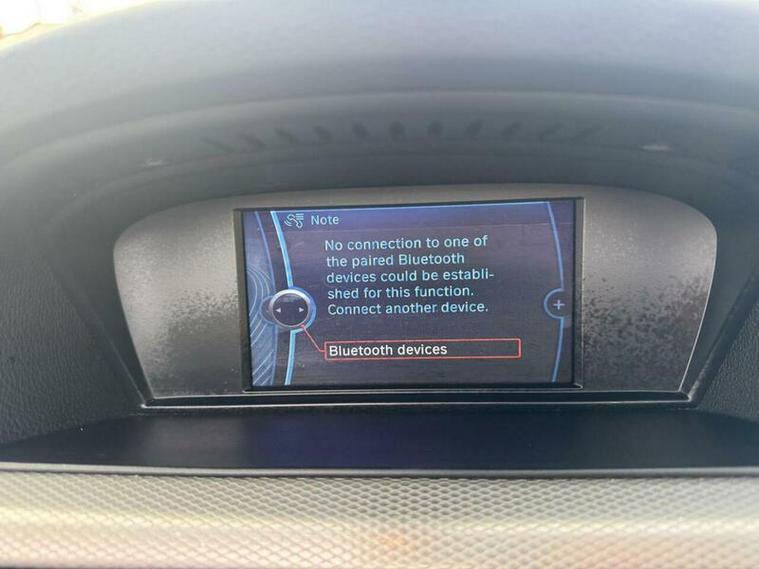 Note
No connection to one of
the paired Bluetooth
devices could be establi-
shed for this function.
Connect another device.
Bluetooth devices